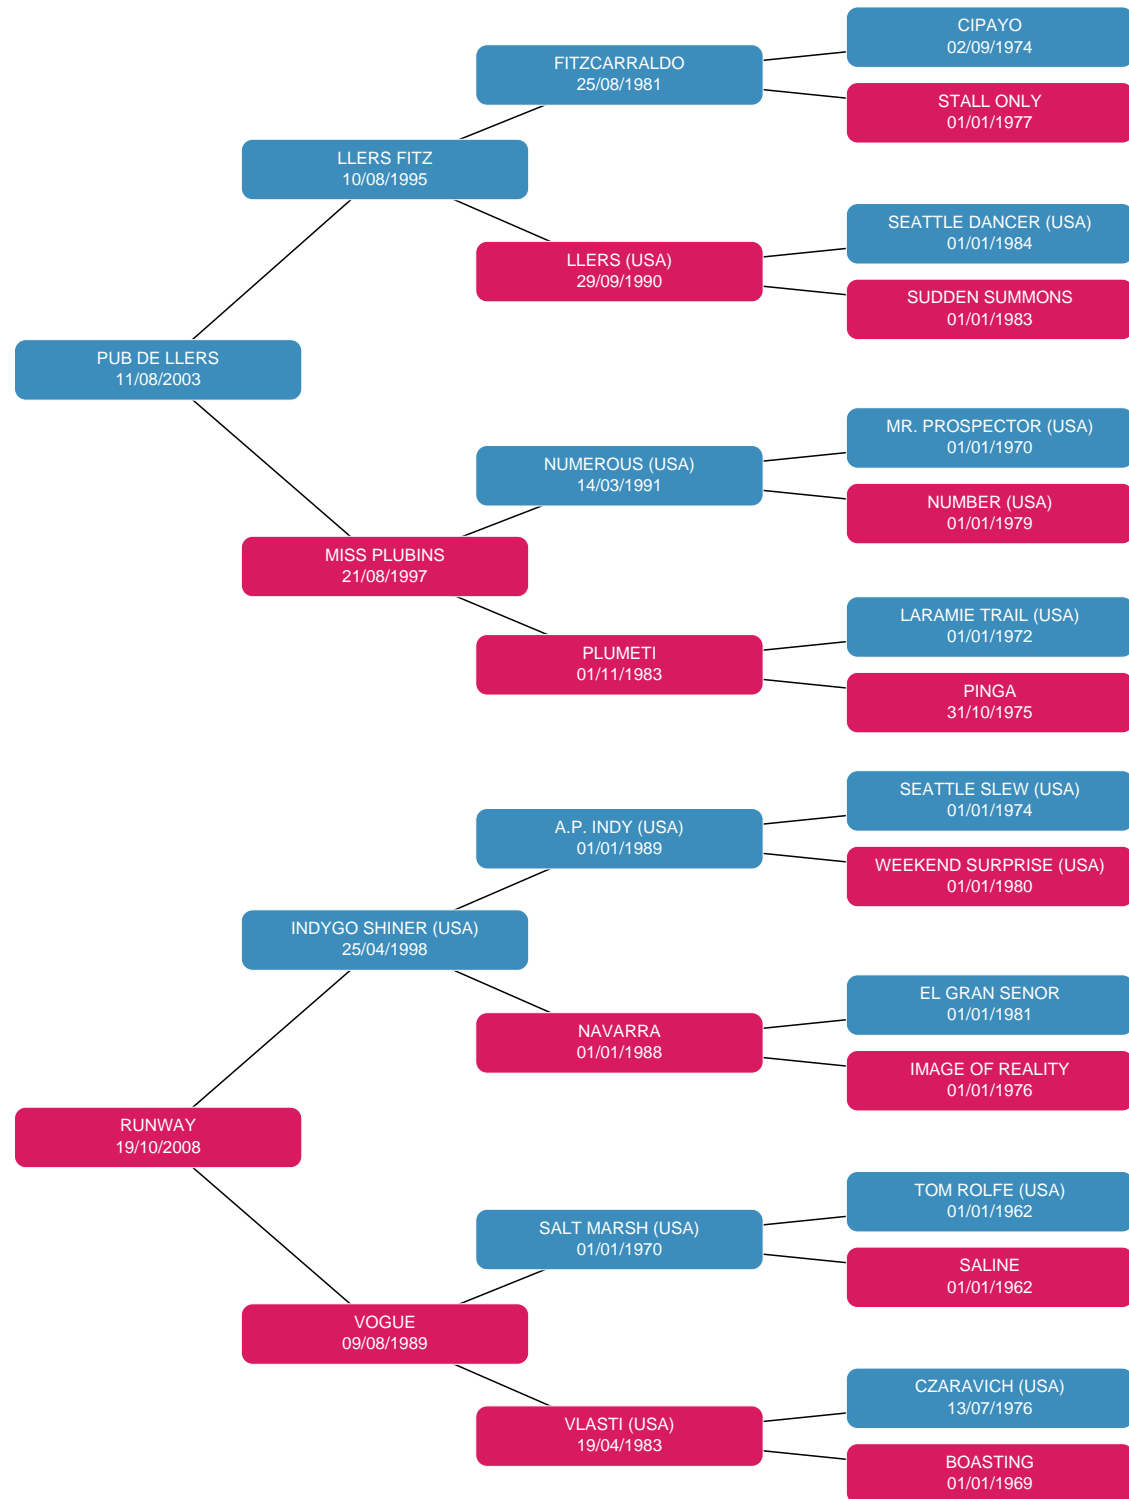 CIPAYO
02/09/1974
FITZCARRALDO
25/08/1981
STALL ONLY
01/01/1977
LLERS FITZ
10/08/1995
SEATTLE DANCER (USA)
01/01/1984
LLERS (USA)
29/09/1990
SUDDEN SUMMONS
01/01/1983
PUB DE LLERS
11/08/2003
MR. PROSPECTOR (USA)
01/01/1970
NUMEROUS (USA)
14/03/1991
NUMBER (USA)
01/01/1979
MISS PLUBINS
21/08/1997
LARAMIE TRAIL (USA)
01/01/1972
PLUMETI
01/11/1983
PINGA
31/10/1975
SEATTLE SLEW (USA)
01/01/1974
A.P. INDY (USA)
01/01/1989
WEEKEND SURPRISE (USA)
01/01/1980
INDYGO SHINER (USA)
25/04/1998
EL GRAN SENOR
01/01/1981
NAVARRA
01/01/1988
IMAGE OF REALITY
01/01/1976
RUNWAY
19/10/2008
TOM ROLFE (USA)
01/01/1962
SALT MARSH (USA)
01/01/1970
SALINE
01/01/1962
VOGUE
09/08/1989
CZARAVICH (USA)
13/07/1976
VLASTI (USA)
19/04/1983
BOASTING
01/01/1969